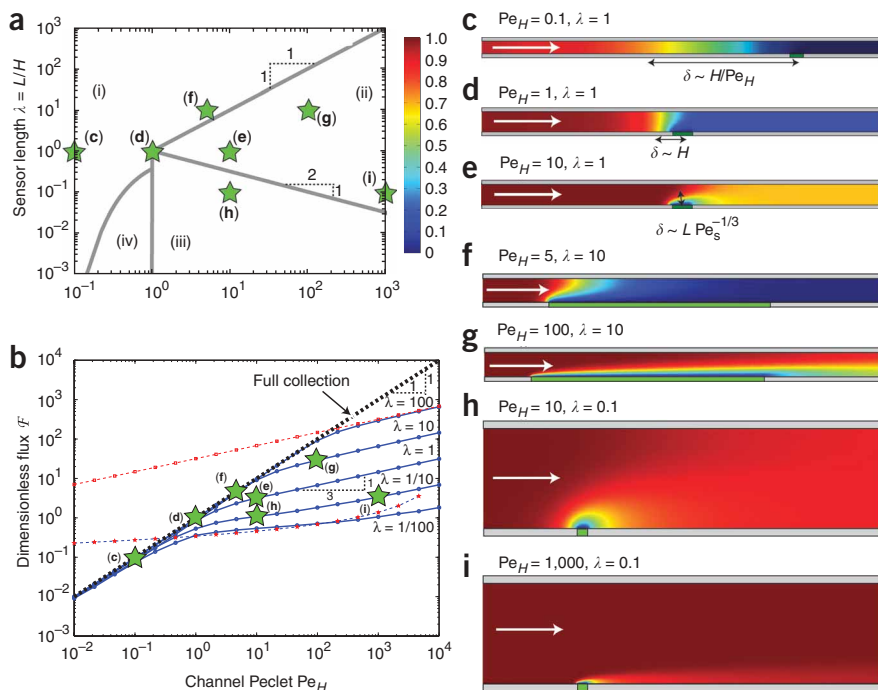 a
Sensor length λ = L/H
10³
10²
10¹
10⁰
10⁻¹
10⁻²
10⁻³
10⁻¹
10⁰
10¹
10²
10³
(i)
(ii)
(iii)
(iv)
(c)
(d)
(e)
(f)
(g)
(h)
(i)
1
1
2
1
1.0
0.9
0.8
0.7
0.6
0.5
0.4
0.3
0.2
0.1
0
b
Dimensionless flux ℱ
10⁴
10³
10²
10¹
10⁰
10⁻¹
10⁻²
10⁻³
10⁻²
10⁻¹
10⁰
10¹
10²
10³
10⁴
Channel Peclet Pe_H
Full collection
1
1
λ = 100
λ = 10
λ = 1
λ = 1/10
λ = 1/100
1
3
(c)
(d)
(f)
(e)
(h)
(g)
(i)
c Pe_H = 0.1, λ = 1
δ ~ H/Pe_H
d Pe_H = 1, λ = 1
δ ~ H
e Pe_H = 10, λ = 1
δ ~ L Pe_s^−1/3
f Pe_H = 5, λ = 10
g Pe_H = 100, λ = 10
h Pe_H = 10, λ = 0.1
i Pe_H = 1,000, λ = 0.1